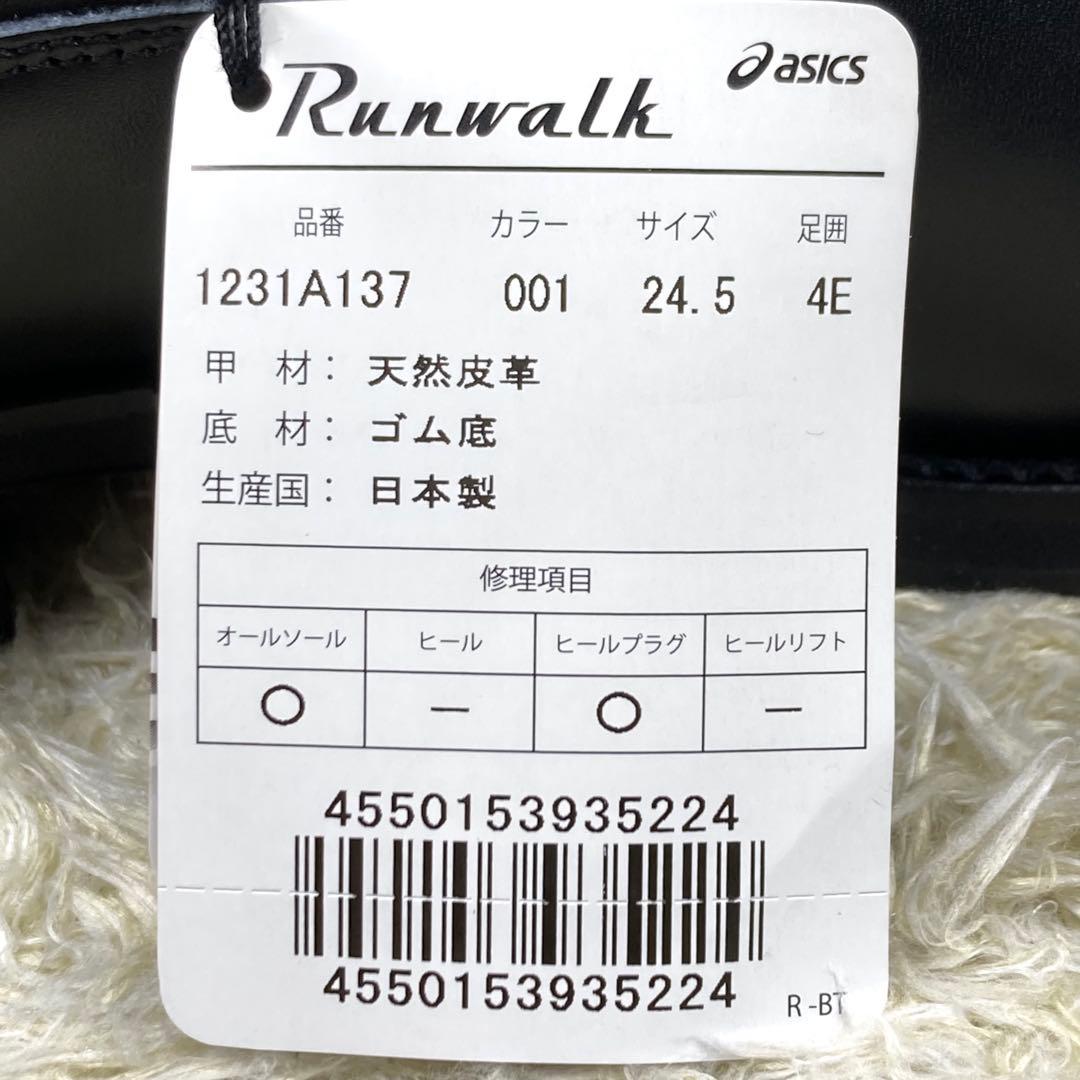 Runwalk asics
品番 カラー サイズ 足囲
1231A137 001 24.5 4E
甲 材： 天然皮革
底 材： ゴム底
生産国： 日本製
修理項目
オールソール ヒール ヒールプラグ ヒールリフト
○ － ○ －
4550153935224
4550153935224
R-BT